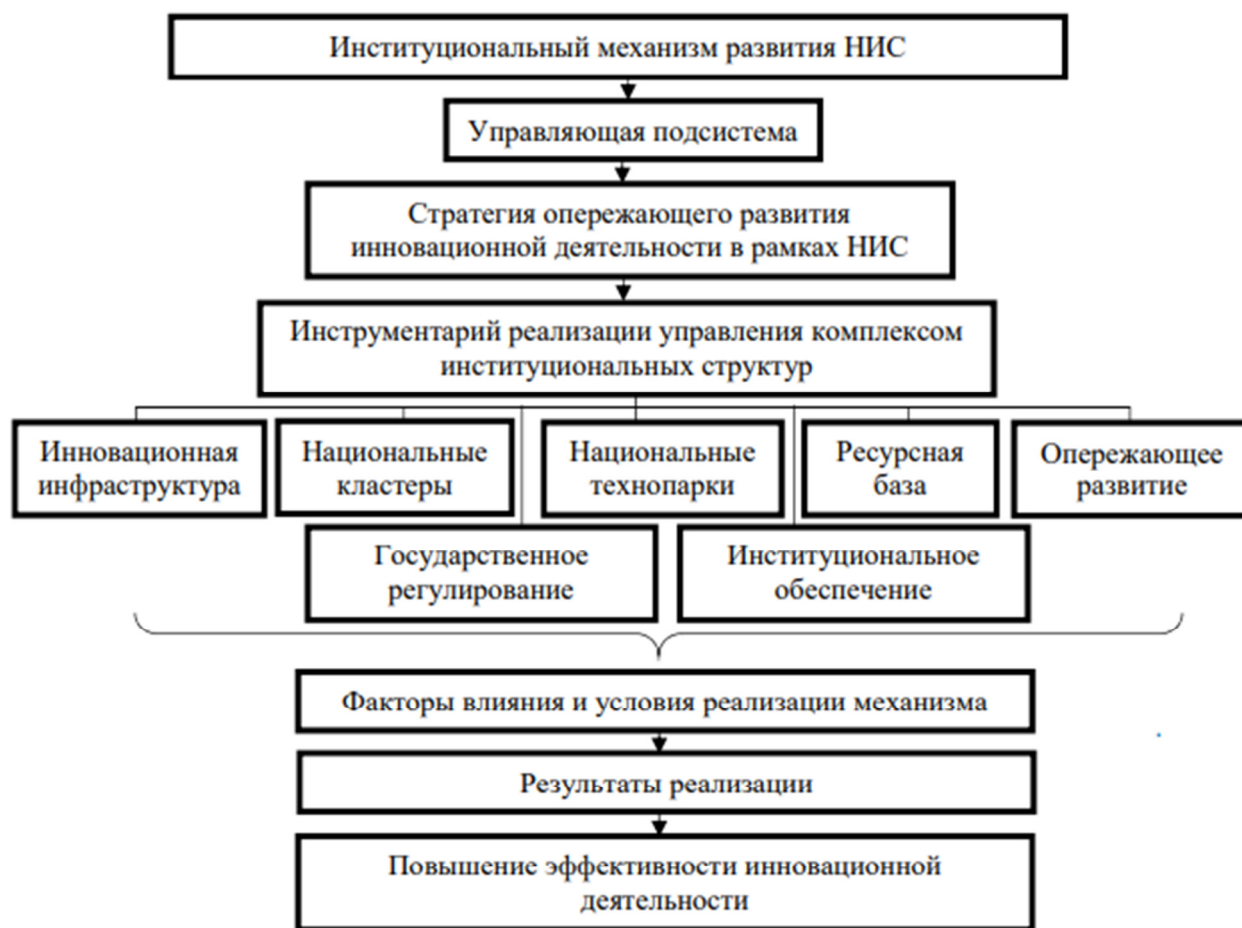 Институциональный механизм развития НИС
Управляющая подсистема
Стратегия опережающего развития
инновационной деятельности в рамках НИС
Инструментарий реализации управления комплексом
институциональных структур
Инновационная
инфраструктура
Национальные
кластеры
Национальные
технопарки
Ресурсная
база
Опережающее
развитие
Государственное
регулирование
Институциональное
обеспечение
Факторы влияния и условия реализации механизма
Результаты реализации
Повышение эффективности инновационной
деятельности